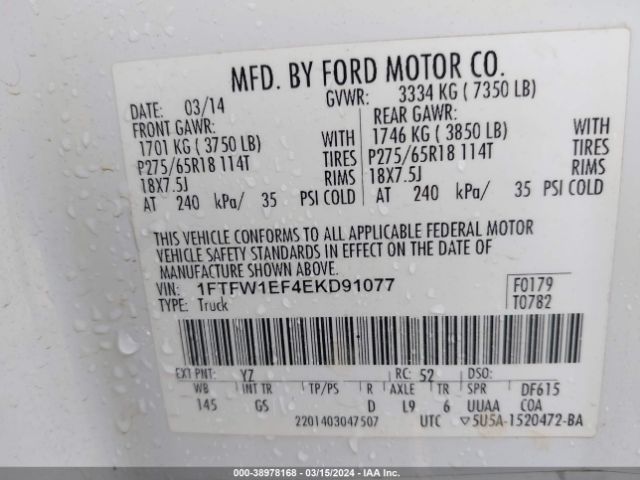 MFD. BY FORD MOTOR CO.
DATE: 03/14 GVWR: 3334 KG ( 7350 LB)
FRONT GAWR: REAR GAWR:
1701 KG ( 3750 LB) WITH 1746 KG ( 3850 LB) WITH
P275/65R18 114T TIRES P275/65R18 114T TIRES
18X7.5J RIMS 18X7.5J RIMS
AT 240 kPa/ 35 PSI COLD AT 240 kPa/ 35 PSI COLD
THIS VEHICLE CONFORMS TO ALL APPLICABLE FEDERAL MOTOR
VEHICLE SAFETY STANDARDS IN EFFECT ON THE DATE OF
MANUFACTURE SHOWN ABOVE.
VIN: 1FTFW1EF4EKD91077 F0179
TYPE: Truck T0782
EXT PNT: YZ RC: 52 DSO:
WB INT TR TP/PS R AXLE TR SPR DF615
145 GS D L9 6 UUAA COA
2201403047507 UTC ▽5U5A-1520472-BA
000-38978168 - 03/15/2024 - IAA Inc.